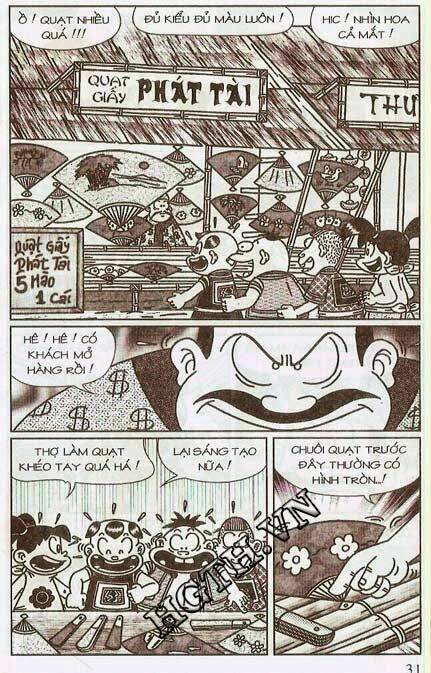 Ồ! QUẠT NHIỀU
QUÁ!!!
ĐỦ KIỂU ĐỦ MÀU LUÔN!
HIC! NHÌN HOA
CẢ MẮT!
QUẠT
GIẤY
PHÁT TÀI
THƯ
Quạt Giấy
Phát Tài
5 Hào
1 Cái
HÊ! HÊ! CÓ
KHÁCH MỞ
HÀNG RỒI!
THỢ LÀM QUẠT
KHÉO TAY QUÁ HÁ!
LẠI SÁNG TẠO
NỮA!
CHUÔI QUẠT TRƯỚC
ĐÂY THƯỜNG CÓ
HÌNH TRÒN..!
HGTH.VN
31